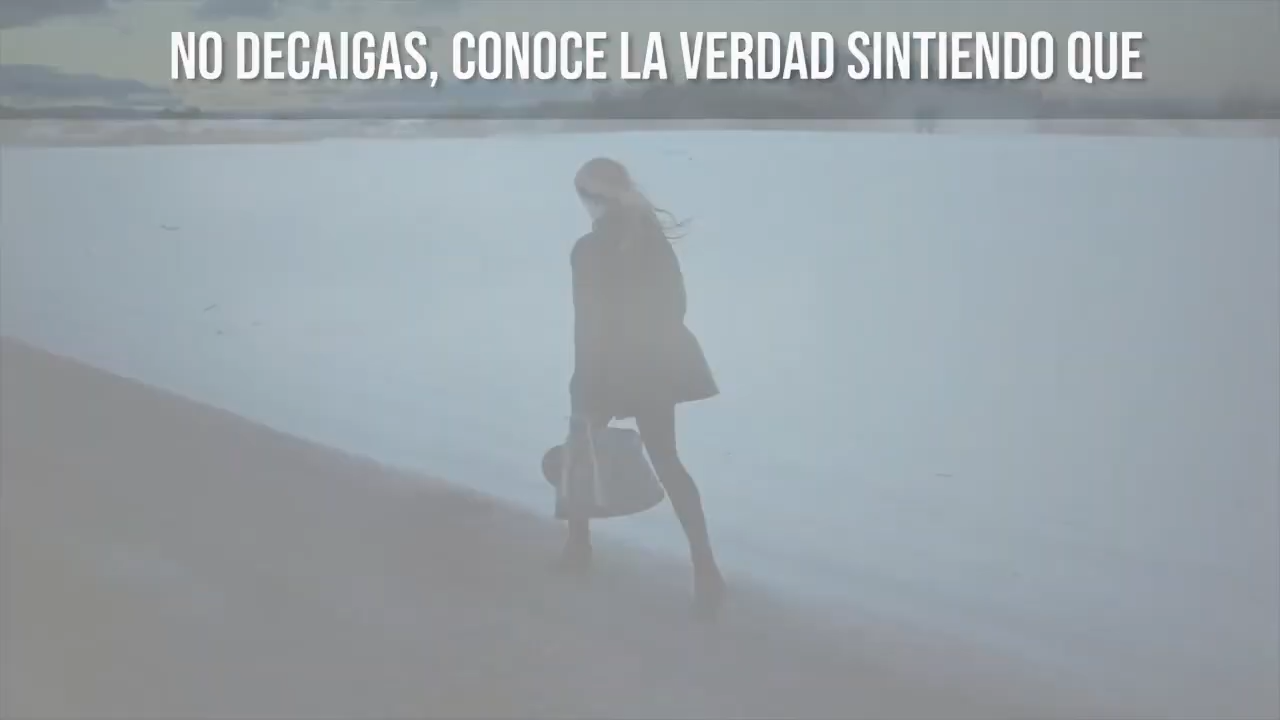 NO DECAIGAS, CONOCE LA VERDAD SINTIENDO QUE